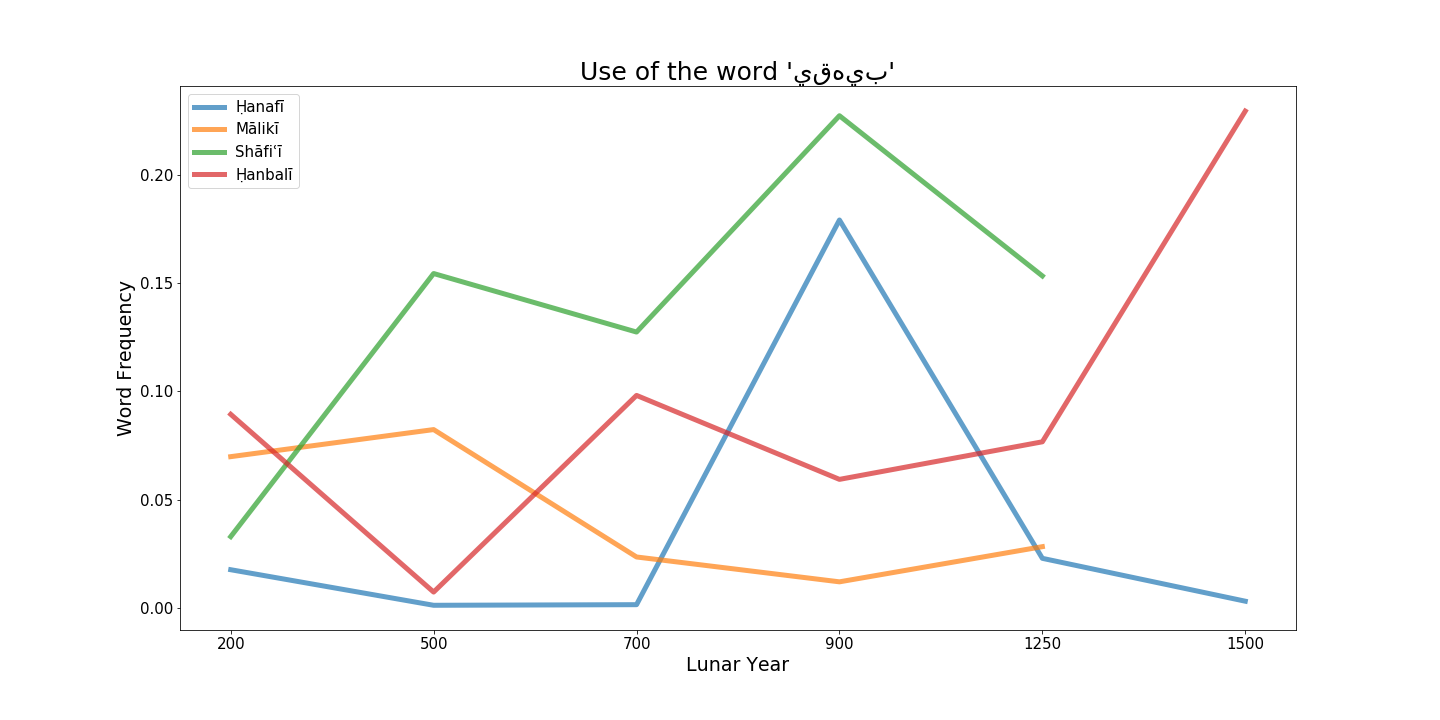 Use of the word 'بيهقي'
Ḥanafī
Mālikī
Shāfiʿī
Ḥanbalī
Word Frequency
0.20
0.15
0.10
0.05
0.00
200 500 700 900 1250 1500
Lunar Year